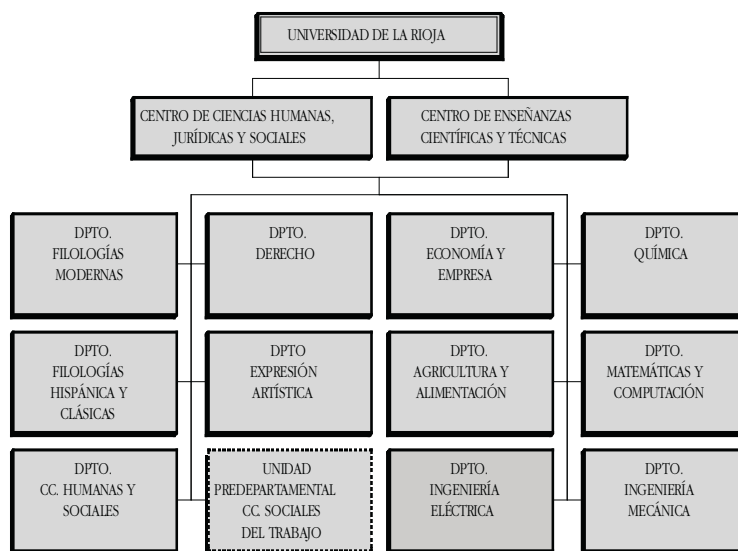 UNIVERSIDAD DE LA RIOJA
CENTRO DE CIENCIAS HUMANAS,
JURÍDICAS Y SOCIALES
CENTRO DE ENSEÑANZAS
CIENTÍFICAS Y TÉCNICAS
DPTO.
FILOLOGÍAS
MODERNAS
DPTO.
DERECHO
DPTO.
ECONOMÍA Y
EMPRESA
DPTO.
QUÍMICA
DPTO.
FILOLOGÍAS
HISPÁNICA Y
CLÁSICAS
DPTO
EXPRESIÓN
ARTÍSTICA
DPTO.
AGRICULTURA Y
ALIMENTACIÓN
DPTO.
MATEMÁTICAS Y
COMPUTACIÓN
DPTO.
CC. HUMANAS Y
SOCIALES
UNIDAD
PREDEPARTAMENTAL
CC. SOCIALES
DEL TRABAJO
DPTO.
INGENIERÍA
ELÉCTRICA
DPTO.
INGENIERÍA
MECÁNICA